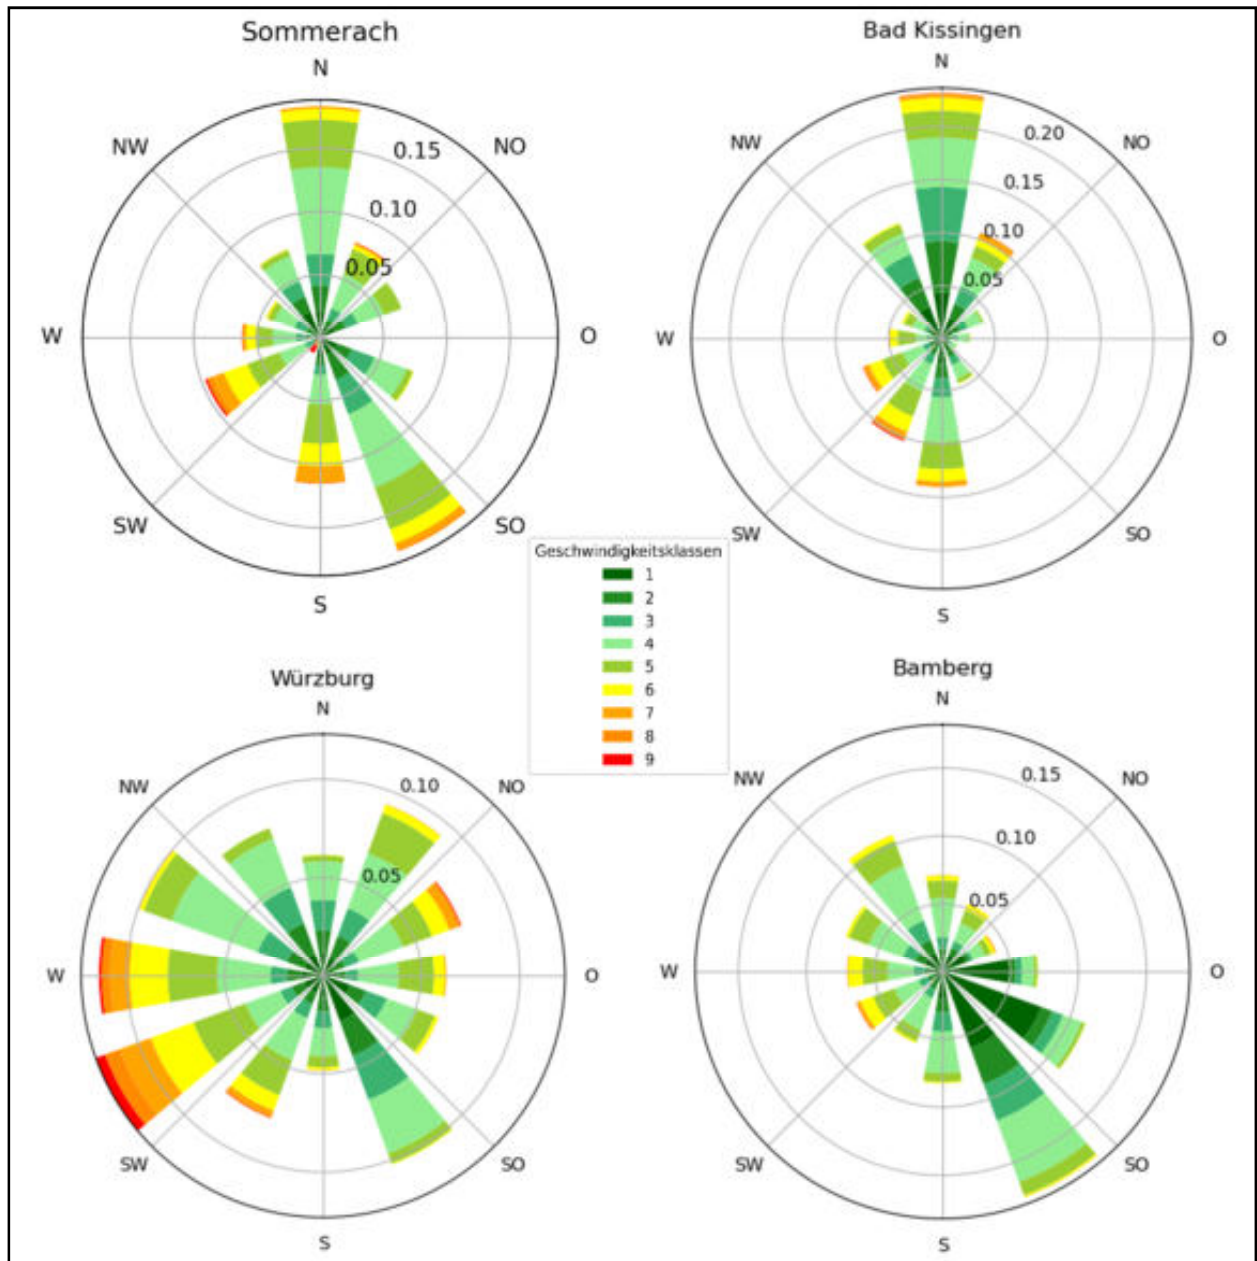 Sommerach
N
NW
NO
0.15
0.10
0.05
W
O
SW
SO
S
Bad Kissingen
N
NW
NO
0.20
0.15
0.10
0.05
W
O
SW
SO
S
Geschwindigkeitsklassen
1
2
3
4
5
6
7
8
9
Würzburg
N
NW
NO
0.10
0.05
W
O
SW
SO
S
Bamberg
N
NW
NO
0.15
0.10
0.05
W
O
SW
SO
S